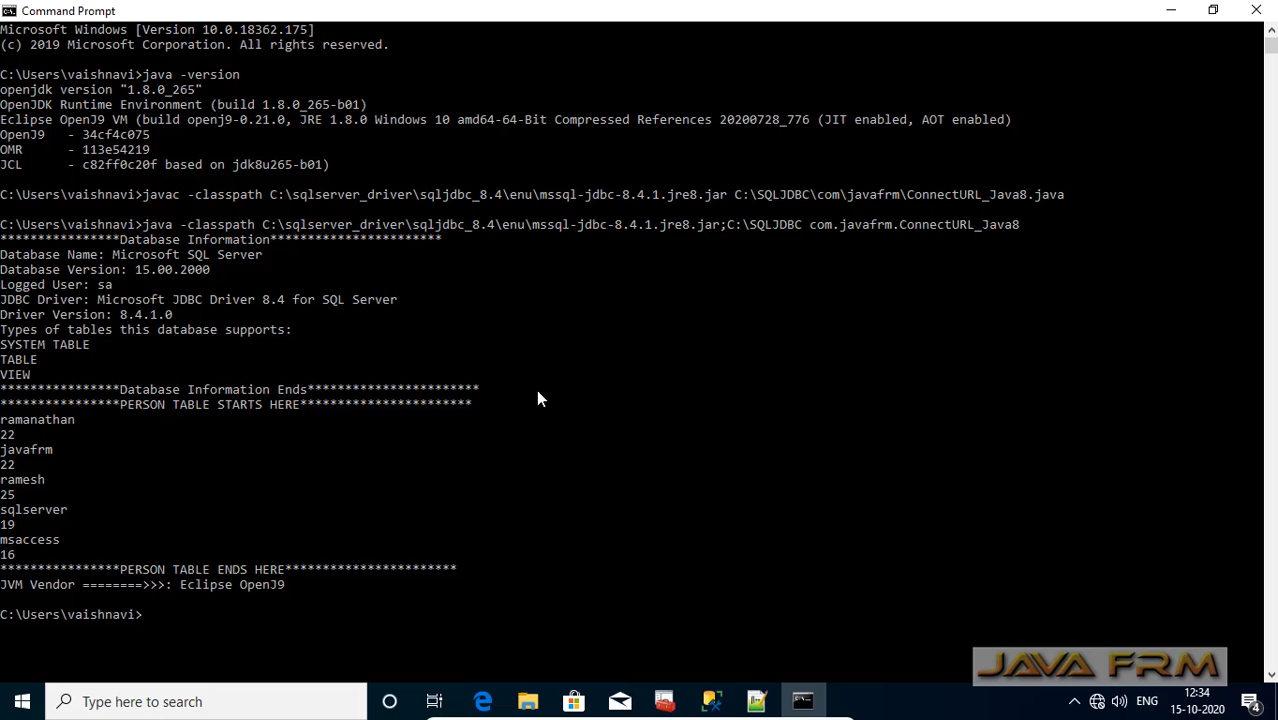 Command Prompt
Microsoft Windows [Version 10.0.18362.175]
(c) 2019 Microsoft Corporation. All rights reserved.
C:\Users\vaishnavi>java -version
openjdk version "1.8.0_265"
OpenJDK Runtime Environment (build 1.8.0_265-b01)
Eclipse OpenJ9 VM (build openj9-0.21.0, JRE 1.8.0 Windows 10 amd64-64-Bit Compressed References 20200728_776 (JIT enabled, AOT enabled)
OpenJ9   - 34cf4c075
OMR      - 113e54219
JCL      - c82ff0c20f based on jdk8u265-b01)
C:\Users\vaishnavi>javac -classpath C:\sqlserver_driver\sqljdbc_8.4\enu\mssql-jdbc-8.4.1.jre8.jar C:\SQLJDBC\com\javafrm\ConnectURL_Java8.java
C:\Users\vaishnavi>java -classpath C:\sqlserver_driver\sqljdbc_8.4\enu\mssql-jdbc-8.4.1.jre8.jar;C:\SQLJDBC com.javafrm.ConnectURL_Java8
****************Database Information***********************
Database Name: Microsoft SQL Server
Database Version: 15.00.2000
Logged User: sa
JDBC Driver: Microsoft JDBC Driver 8.4 for SQL Server
Driver Version: 8.4.1.0
Types of tables this database supports:
SYSTEM TABLE
TABLE
VIEW
****************Database Information Ends***********************
****************PERSON TABLE STARTS HERE***********************
ramanathan
22
javafrm
22
ramesh
25
sqlserver
19
msaccess
16
****************PERSON TABLE ENDS HERE***********************
JVM Vendor ========>>>: Eclipse OpenJ9
C:\Users\vaishnavi>
JAVA FRM
Type here to search
ENG
12:34
15-10-2020
4